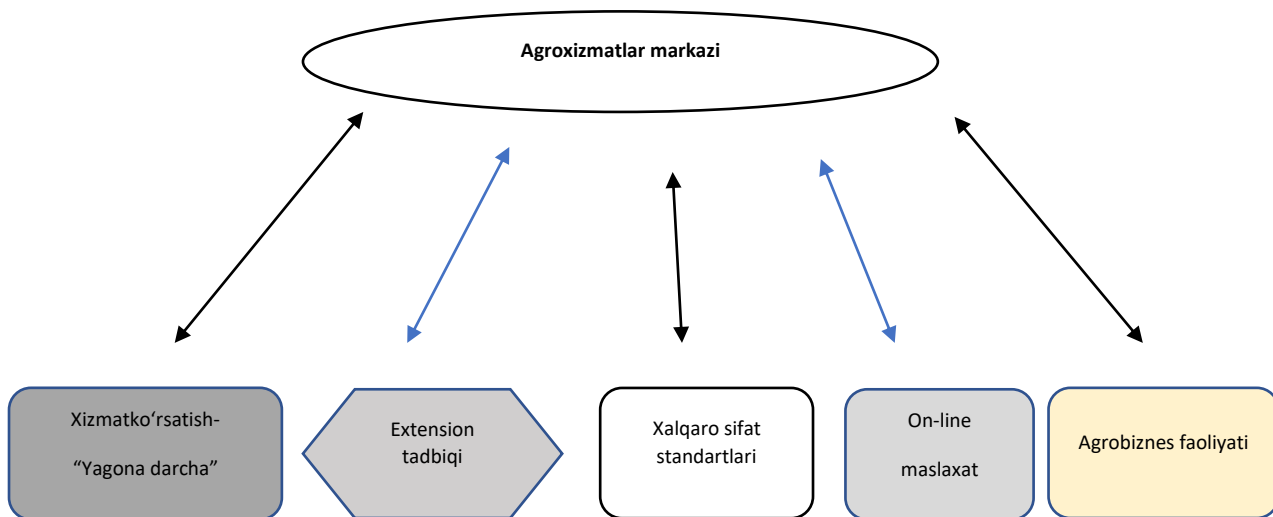 Agroxizmatlar markazi
Xizmatko‘rsatish-
“Yagona darcha”
Extension
tadbiqi
Xalqaro sifat
standartlari
On-line
maslaxat
Agrobiznes faoliyati